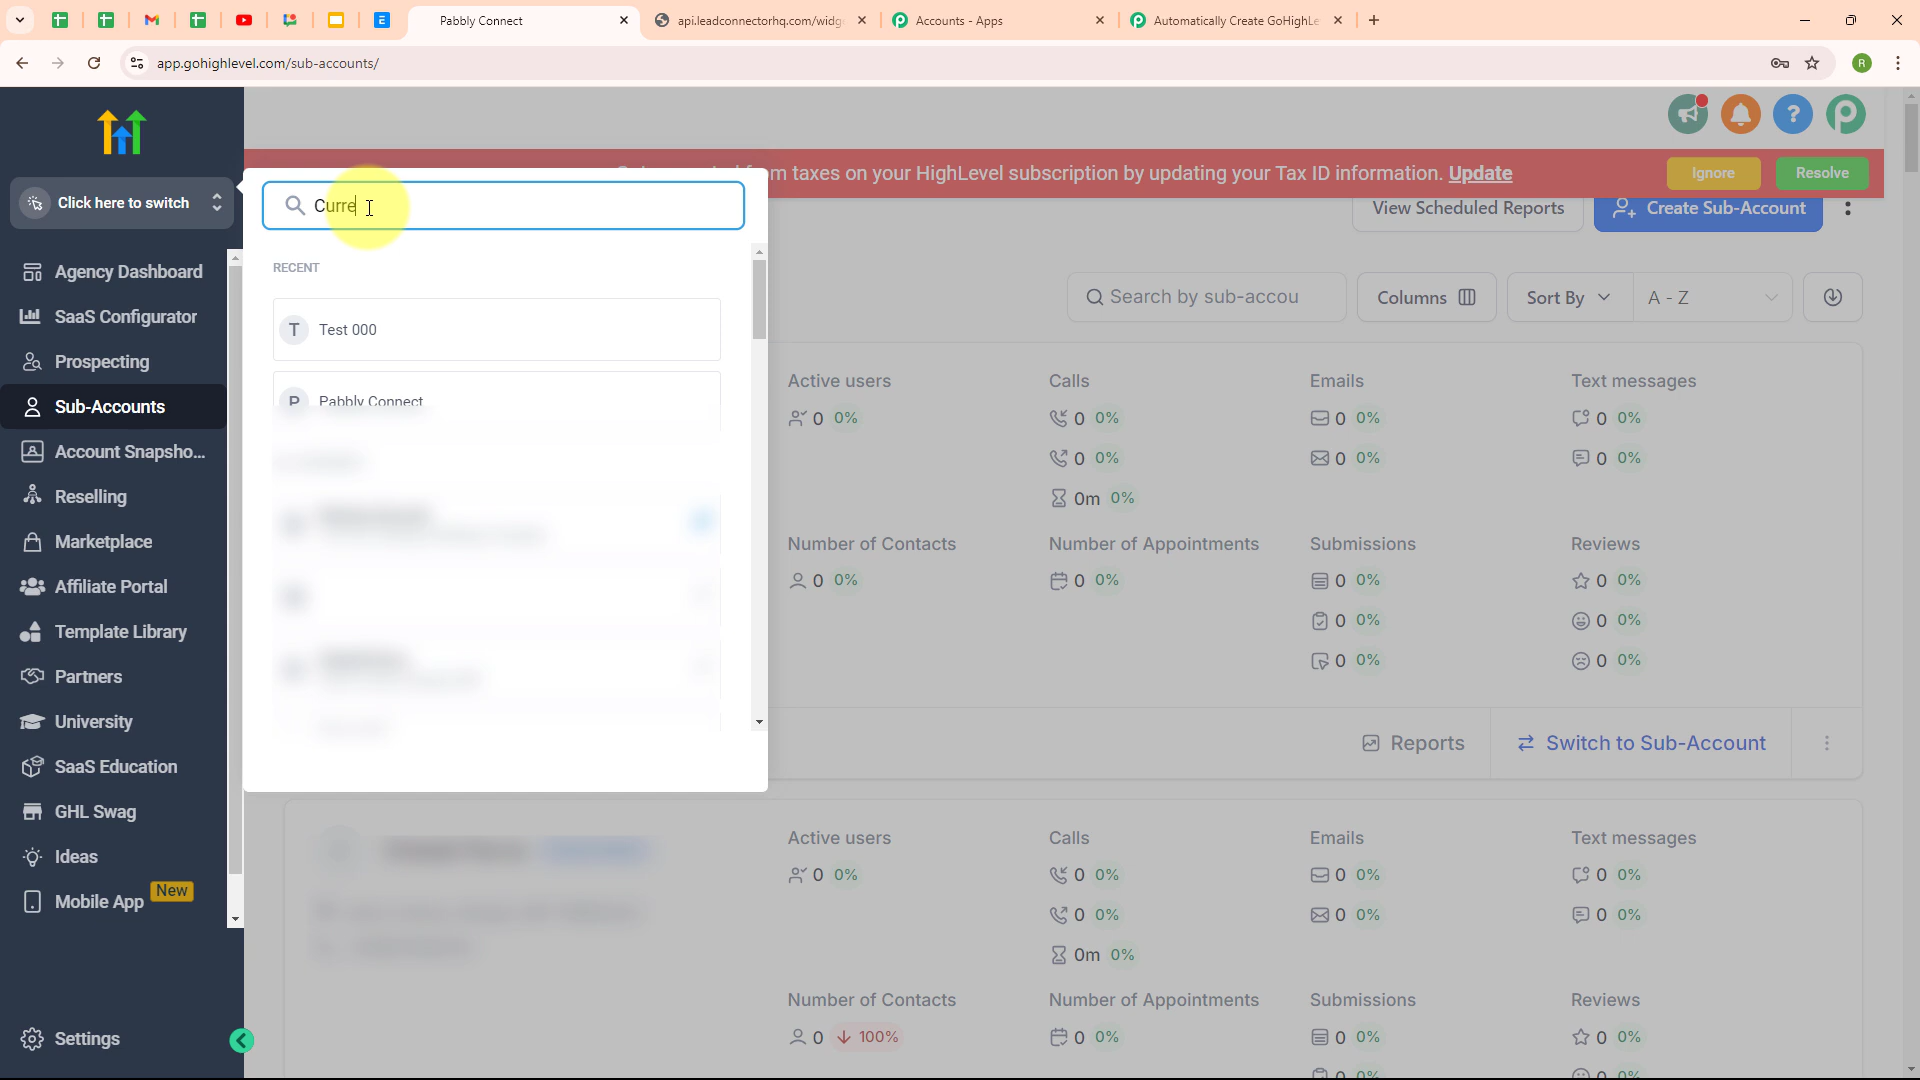 Pabbly Connect
api.leadconnectorhq.com/widg
Accounts - Apps
Automatically Create GoHighLe
app.gohighlevel.com/sub-accounts/
R
Click here to switch
Agency Dashboard
SaaS Configurator
Prospecting
Sub-Accounts
Account Snapsho...
Reselling
Marketplace
Affiliate Portal
Template Library
Partners
University
SaaS Education
GHL Swag
Ideas
Mobile App New
Settings
Curre
RECENT
T Test 000
P Pabbly Connect
m taxes on your HighLevel subscription by updating your Tax ID information. Update
Ignore
Resolve
View Scheduled Reports
Create Sub-Account
Search by sub-accou
Columns
Sort By
A - Z
Active users Calls Emails Text messages
0 0% 0 0% 0 0% 0 0%
0 0% 0 0% 0 0%
0m 0%
Number of Contacts Number of Appointments Submissions Reviews
0 0% 0 0% 0 0% 0 0%
0 0% 0 0%
0 0% 0 0%
Reports Switch to Sub-Account
Active users Calls Emails Text messages
0 0% 0 0% 0 0% 0 0%
0 0% 0 0% 0 0%
0m 0%
Number of Contacts Number of Appointments Submissions Reviews
0 100% 0 0% 0 0% 0 0%
0 0% 0 0%